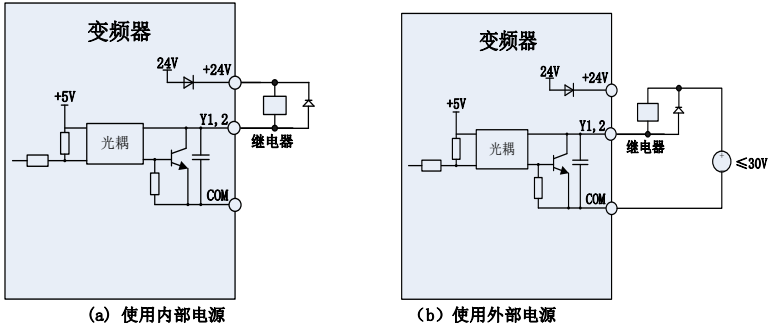 变频器
24V
+24V
+5V
Y1,2
光耦
继电器
COM
(a) 使用内部电源
变频器
24V
+24V
+5V
Y1,2
光耦
继电器
+
≤30V
COM
(b) 使用外部电源